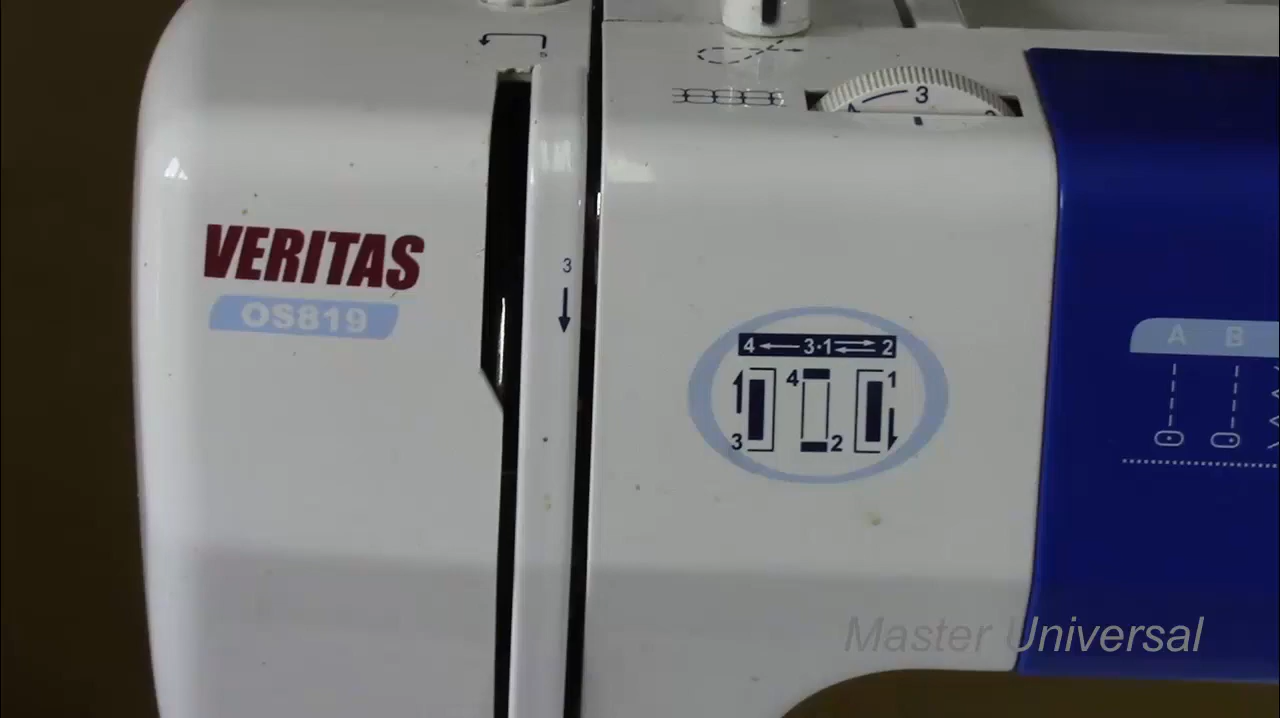 VERITAS
OS819
3
3
4 3·1 2
4 1
3 2
A B
Master Universal